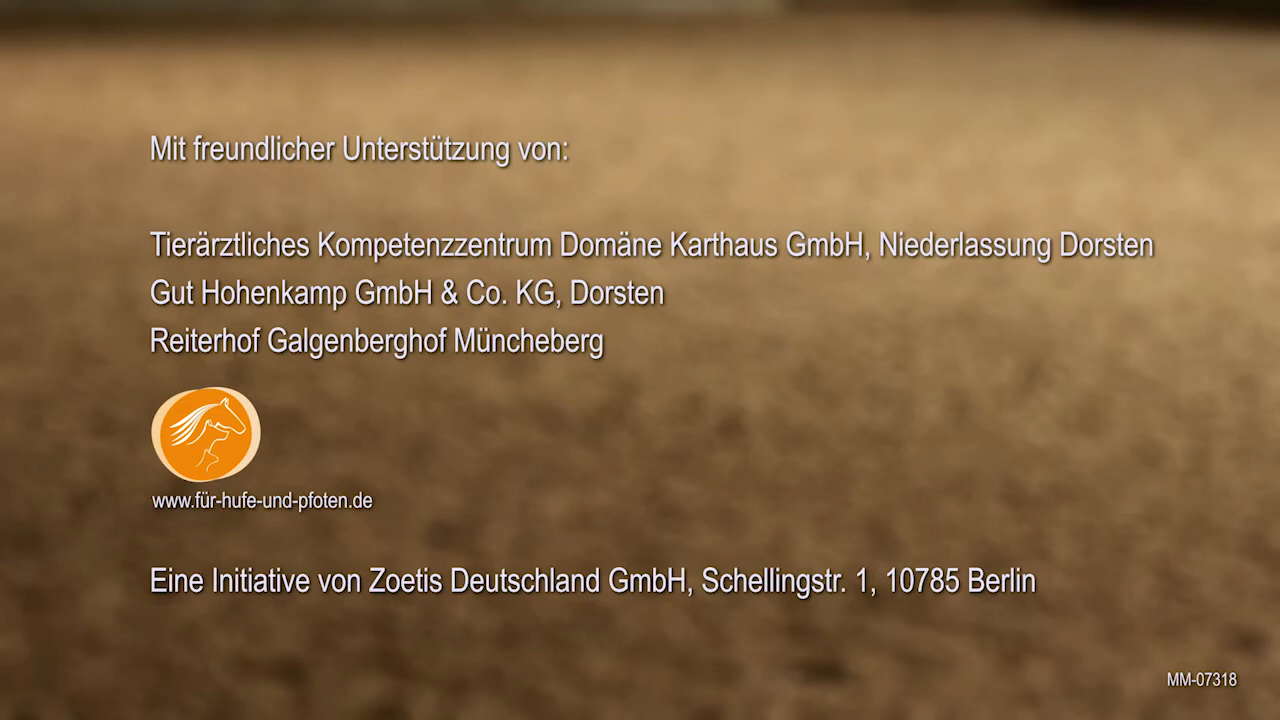 Mit freundlicher Unterstützung von:
Tierärztliches Kompetenzzentrum Domäne Karthaus GmbH, Niederlassung Dorsten
Gut Hohenkamp GmbH & Co. KG, Dorsten
Reiterhof Galgenberghof Müncheberg
www.für-hufe-und-pfoten.de
Eine Initiative von Zoetis Deutschland GmbH, Schellingstr. 1, 10785 Berlin
MM-07318